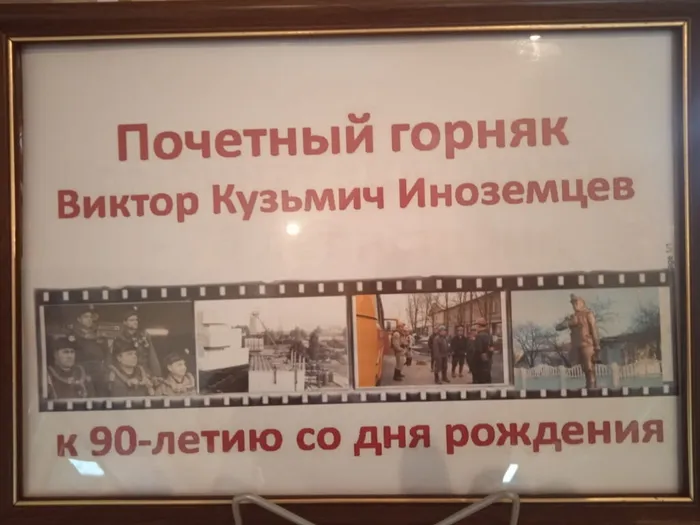 Почетный горняк
Виктор Кузьмич Иноземцев
к 90-летию со дня рождения